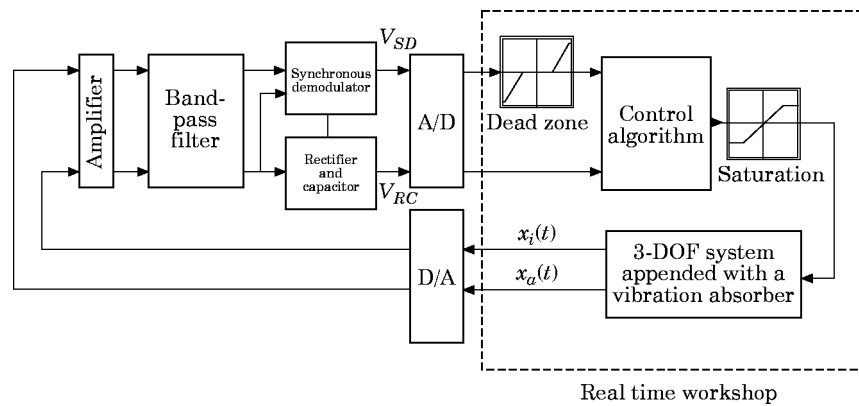 Amplifier
Band-
pass
filter
Synchronous
demodulator
V_SD
Rectifier
and
capacitor
V_RC
A/D
Dead zone
Control
algorithm
Saturation
x_i(t)
x_a(t)
D/A
3-DOF system
appended with a
vibration absorber
Real time workshop